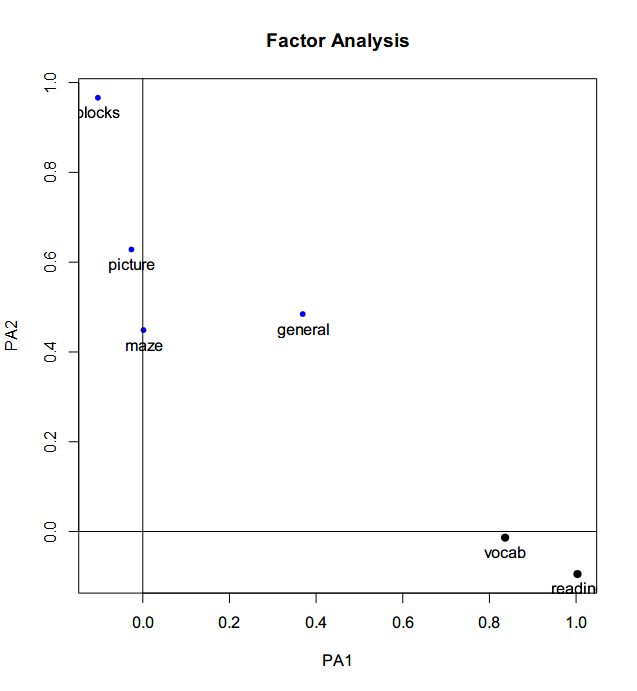 Factor Analysis
1.0
blocks
0.8
picture
0.6
general
maze
0.4
PA2
0.2
0.0
vocab
readin
0.0 0.2 0.4 0.6 0.8 1.0
PA1